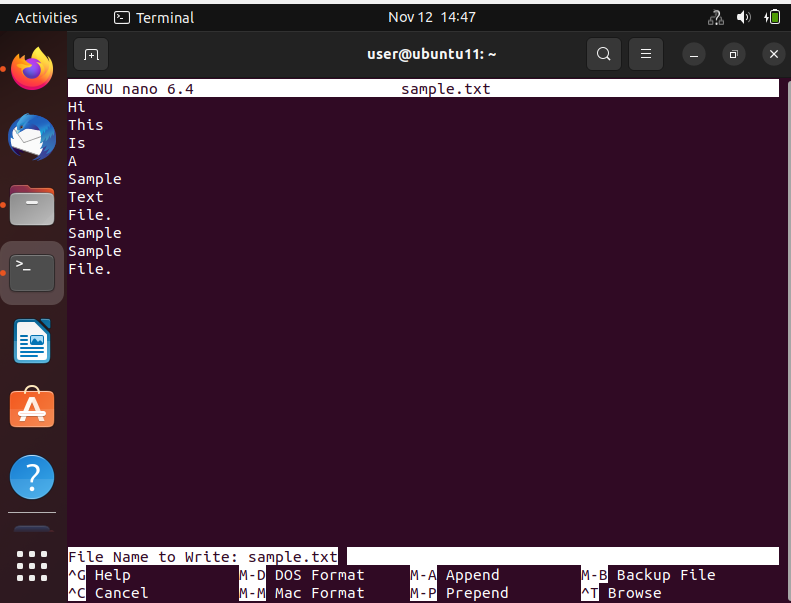 Activities Terminal Nov 12 14:47
user@ubuntu11: ~
GNU nano 6.4 sample.txt
Hi
This
Is
A
Sample
Text
File.
Sample
Sample
File.
File Name to Write: sample.txt
^G Help M-D DOS Format M-A Append M-B Backup File
^C Cancel M-M Mac Format M-P Prepend ^T Browse